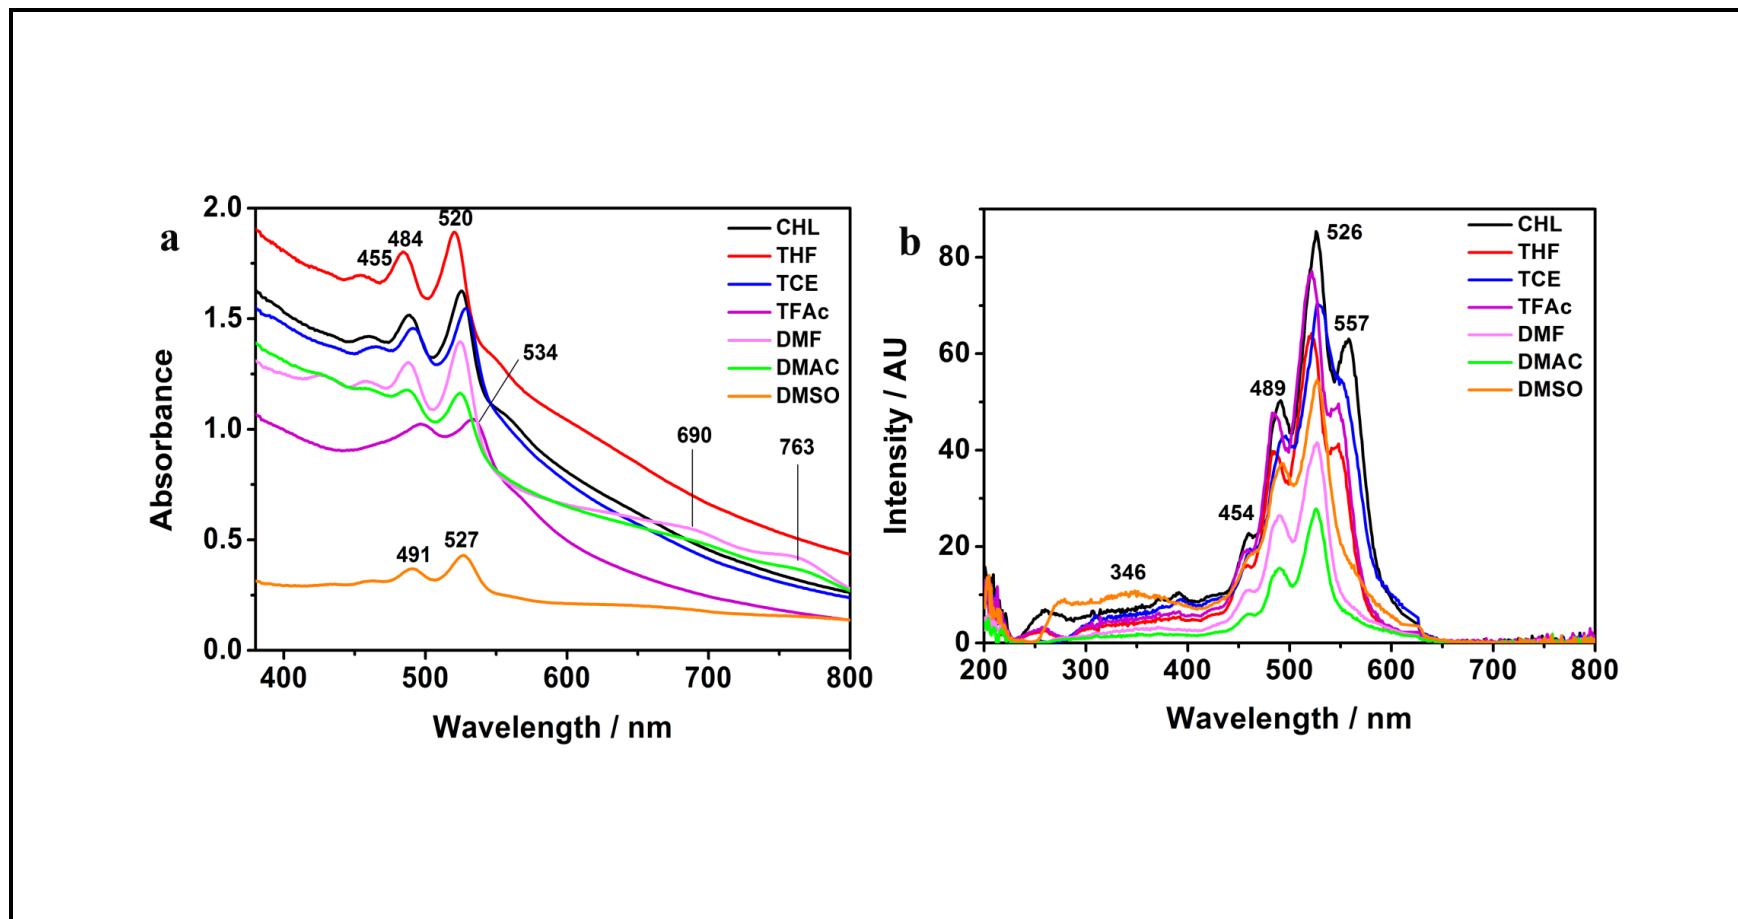 a
2.0
1.5
1.0
0.5
0.0
400
500
600
700
800
Absorbance
Wavelength / nm
455
484
520
534
690
763
491
527
CHL
THF
TCE
TFAc
DMF
DMAC
DMSO
b
80
60
40
20
0
200
300
400
500
600
700
800
Intensity / AU
Wavelength / nm
526
557
489
454
346
CHL
THF
TCE
TFAc
DMF
DMAC
DMSO